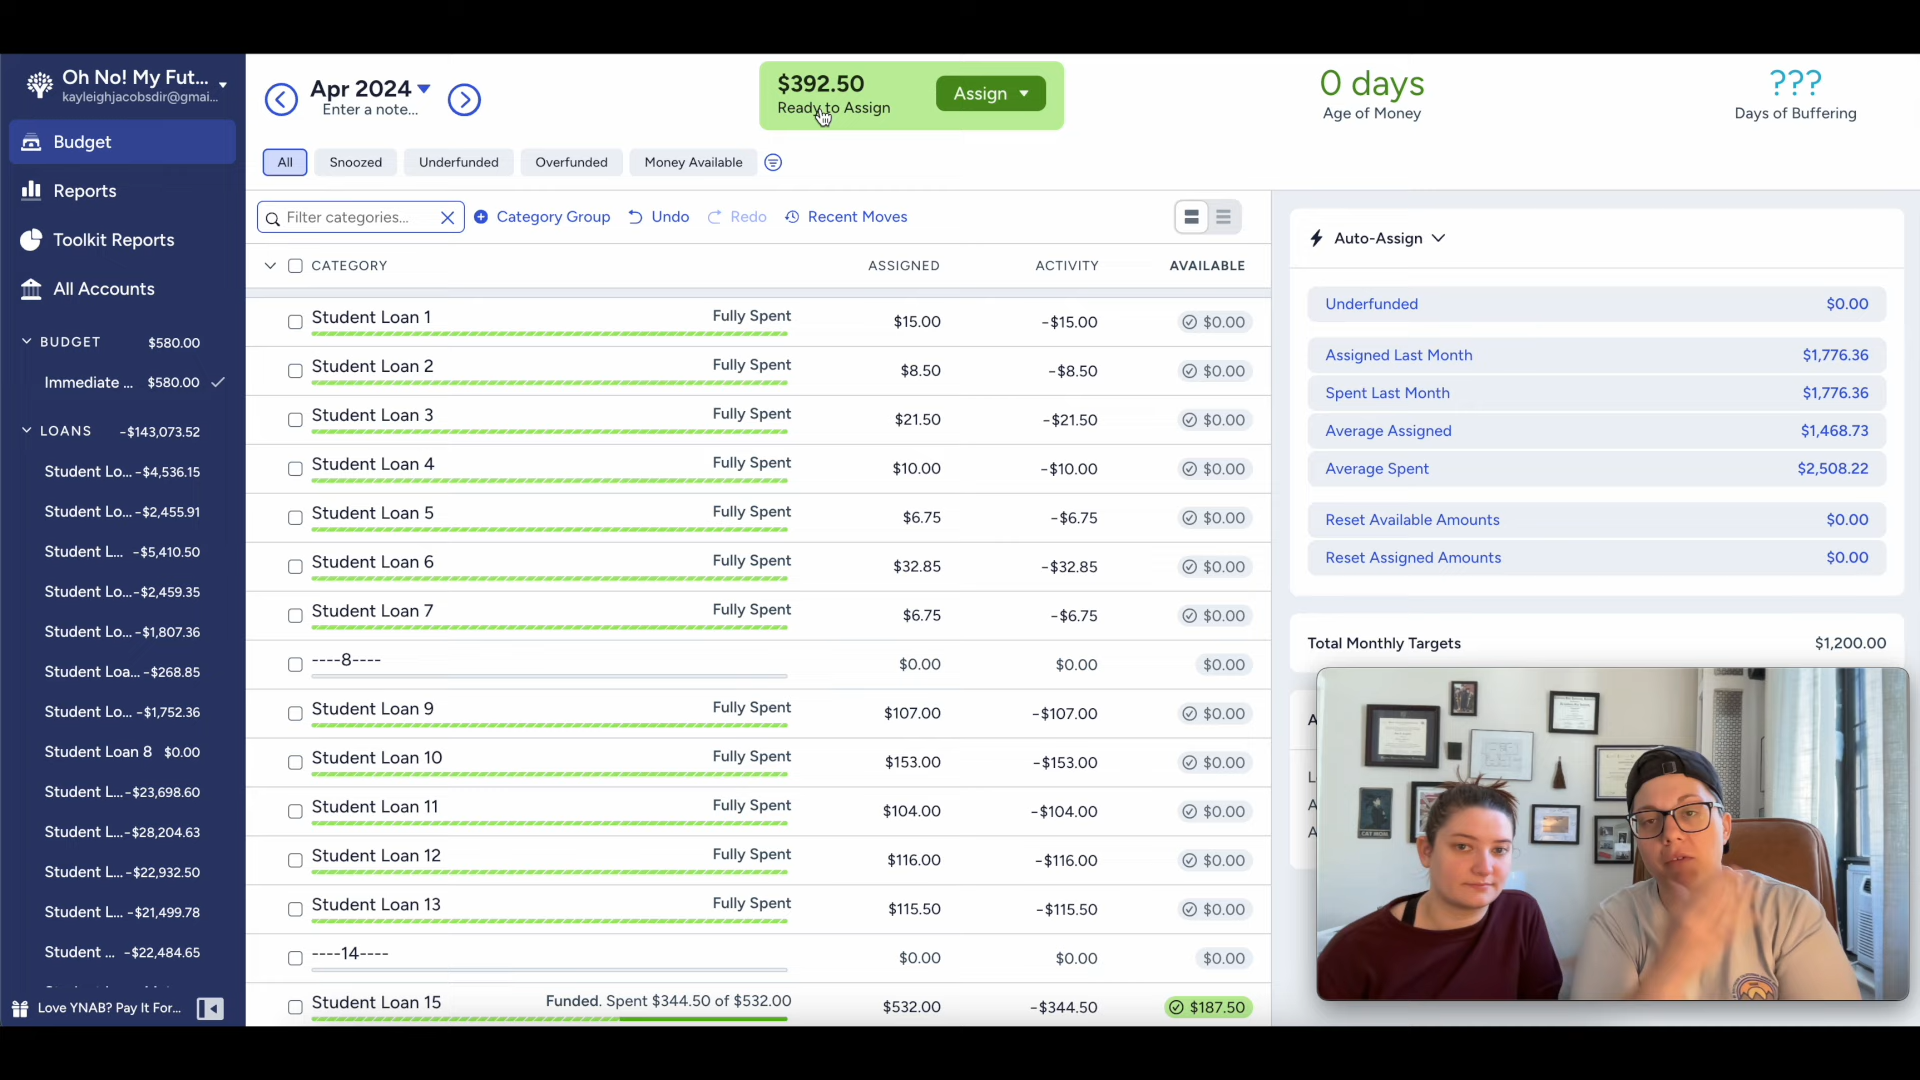 Oh No! My Fut...
kayleighjacobsdir@gmai...
Budget
Reports
Toolkit Reports
All Accounts
BUDGET $580.00
Immediate ... $580.00
LOANS -$143,073.52
Student Lo... -$4,536.15
Student Lo... -$2,455.91
Student L... -$5,410.50
Student Lo... -$2,459.35
Student Lo... -$1,807.36
Student Loa... -$268.85
Student Lo... -$1,752.36
Student Loan 8 $0.00
Student L... -$23,698.60
Student L... -$28,204.63
Student L... -$22,932.50
Student L... -$21,499.78
Student ... -$22,484.65
Love YNAB? Pay It For...
Apr 2024
Enter a note...
$392.50
Ready to Assign
Assign
0 days
Age of Money
???
Days of Buffering
All Snoozed Underfunded Overfunded Money Available
Filter categories... Category Group Undo Redo Recent Moves
CATEGORY ASSIGNED ACTIVITY AVAILABLE
Student Loan 1 Fully Spent $15.00 -$15.00 $0.00
Student Loan 2 Fully Spent $8.50 -$8.50 $0.00
Student Loan 3 Fully Spent $21.50 -$21.50 $0.00
Student Loan 4 Fully Spent $10.00 -$10.00 $0.00
Student Loan 5 Fully Spent $6.75 -$6.75 $0.00
Student Loan 6 Fully Spent $32.85 -$32.85 $0.00
Student Loan 7 Fully Spent $6.75 -$6.75 $0.00
----8---- $0.00 $0.00 $0.00
Student Loan 9 Fully Spent $107.00 -$107.00 $0.00
Student Loan 10 Fully Spent $153.00 -$153.00 $0.00
Student Loan 11 Fully Spent $104.00 -$104.00 $0.00
Student Loan 12 Fully Spent $116.00 -$116.00 $0.00
Student Loan 13 Fully Spent $115.50 -$115.50 $0.00
----14---- $0.00 $0.00 $0.00
Student Loan 15 Funded. Spent $344.50 of $532.00 $532.00 -$344.50 $187.50
Auto-Assign
Underfunded $0.00
Assigned Last Month $1,776.36
Spent Last Month $1,776.36
Average Assigned $1,468.73
Average Spent $2,508.22
Reset Available Amounts $0.00
Reset Assigned Amounts $0.00
Total Monthly Targets $1,200.00
CAT MOM